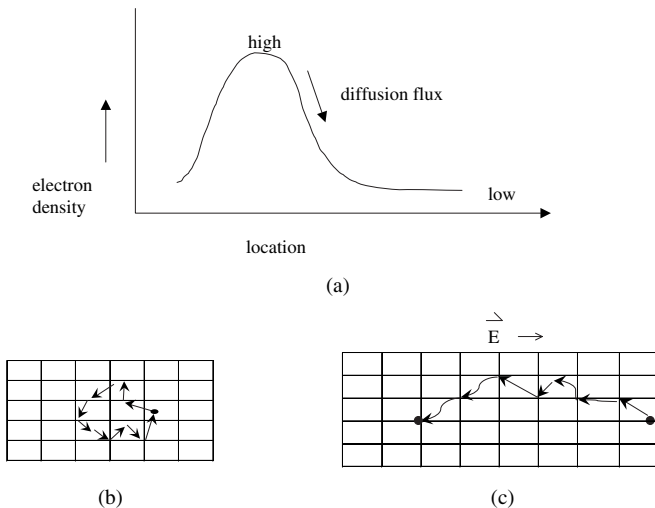 high
diffusion flux
electron
density
low
location
(a)
E
(b)
(c)